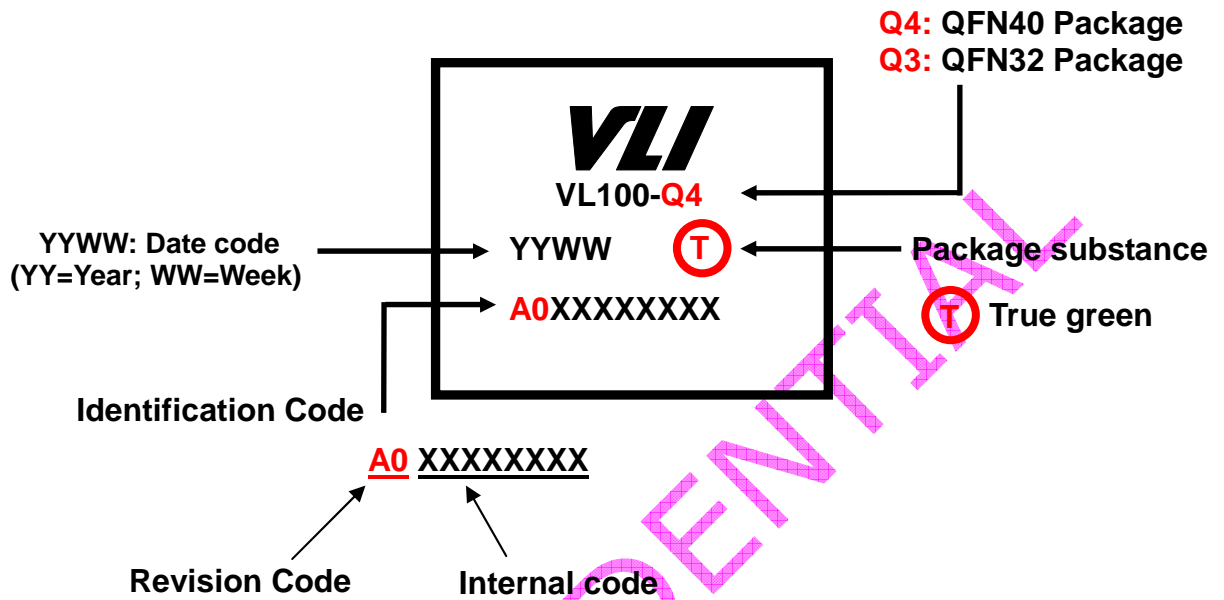 Q4: QFN40 Package
Q3: QFN32 Package
VLI
VL100-Q4
YYWW: Date code
(YY=Year; WW=Week)
YYWW T
Package substance
A0XXXXXXXX
T True green
Identification Code
A0 XXXXXXXX
Revision Code
Internal code
DENTIAL